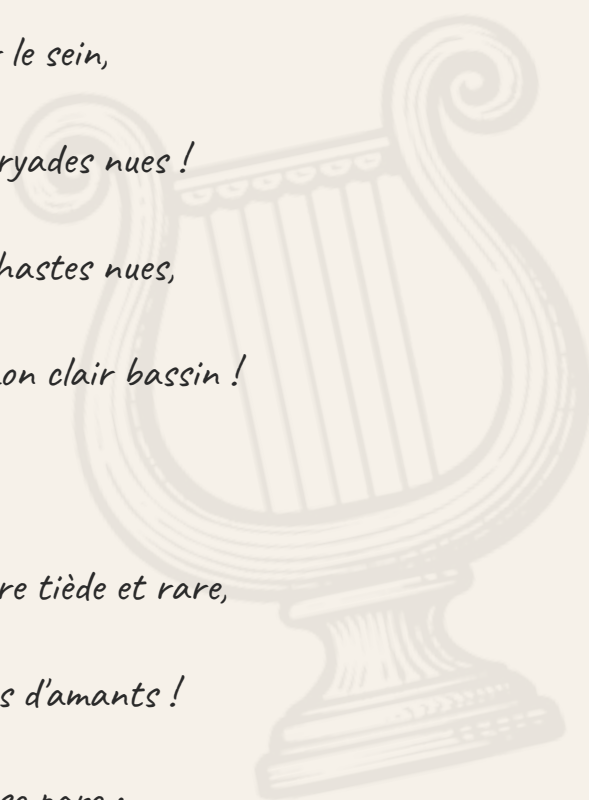 le sein,
ryades nues !
hastes nues,
on clair bassin !
re tiède et rare,
s d'amants !